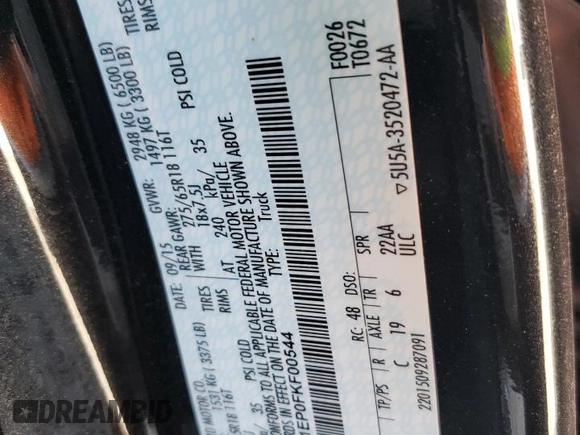 DATE: 09/15
GVWR: 2948 KG ( 6500 LB)
D MOTOR CO.
1531 KG ( 3375 LB)
REAR GAWR: 1497 KG ( 3300 LB)
5R18 116T
TIRES WITH 275/65R18 116T TIRES
RIMS 18x7.5J RIMS
/ 35 PSI COLD AT 240 kPa/ 35 PSI COLD
CONFORMS TO ALL APPLICABLE FEDERAL MOTOR VEHICLE
RDS IN EFFECT ON THE DATE OF MANUFACTURE SHOWN ABOVE.
1EP0FKF00544 TYPE: Truck
F0026
T0672
RC: 48 DSO:
TP/PS R AXLE TR SPR
C 19 6 22AA
ULC
2201509287091 ▽5U5A-3520472-AA
DREAMBID